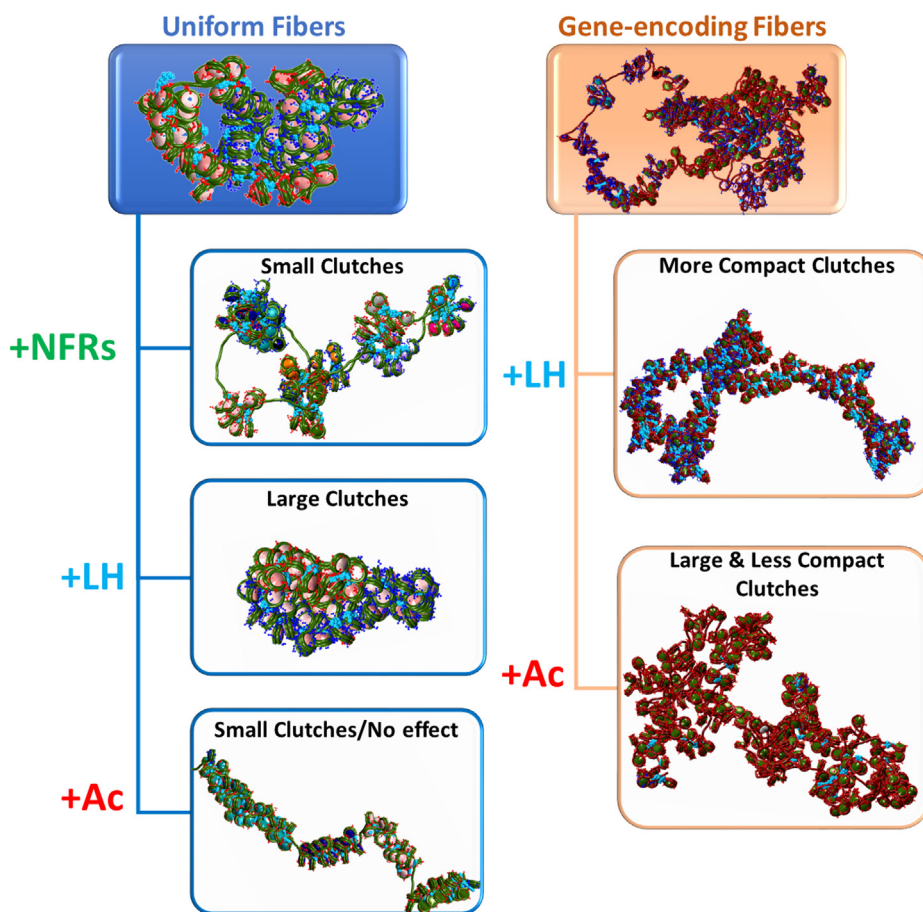 Uniform Fibers
Gene-encoding Fibers
+NFRs
Small Clutches
+LH
Large Clutches
+Ac
Small Clutches/No effect
+LH
More Compact Clutches
+Ac
Large & Less Compact
Clutches